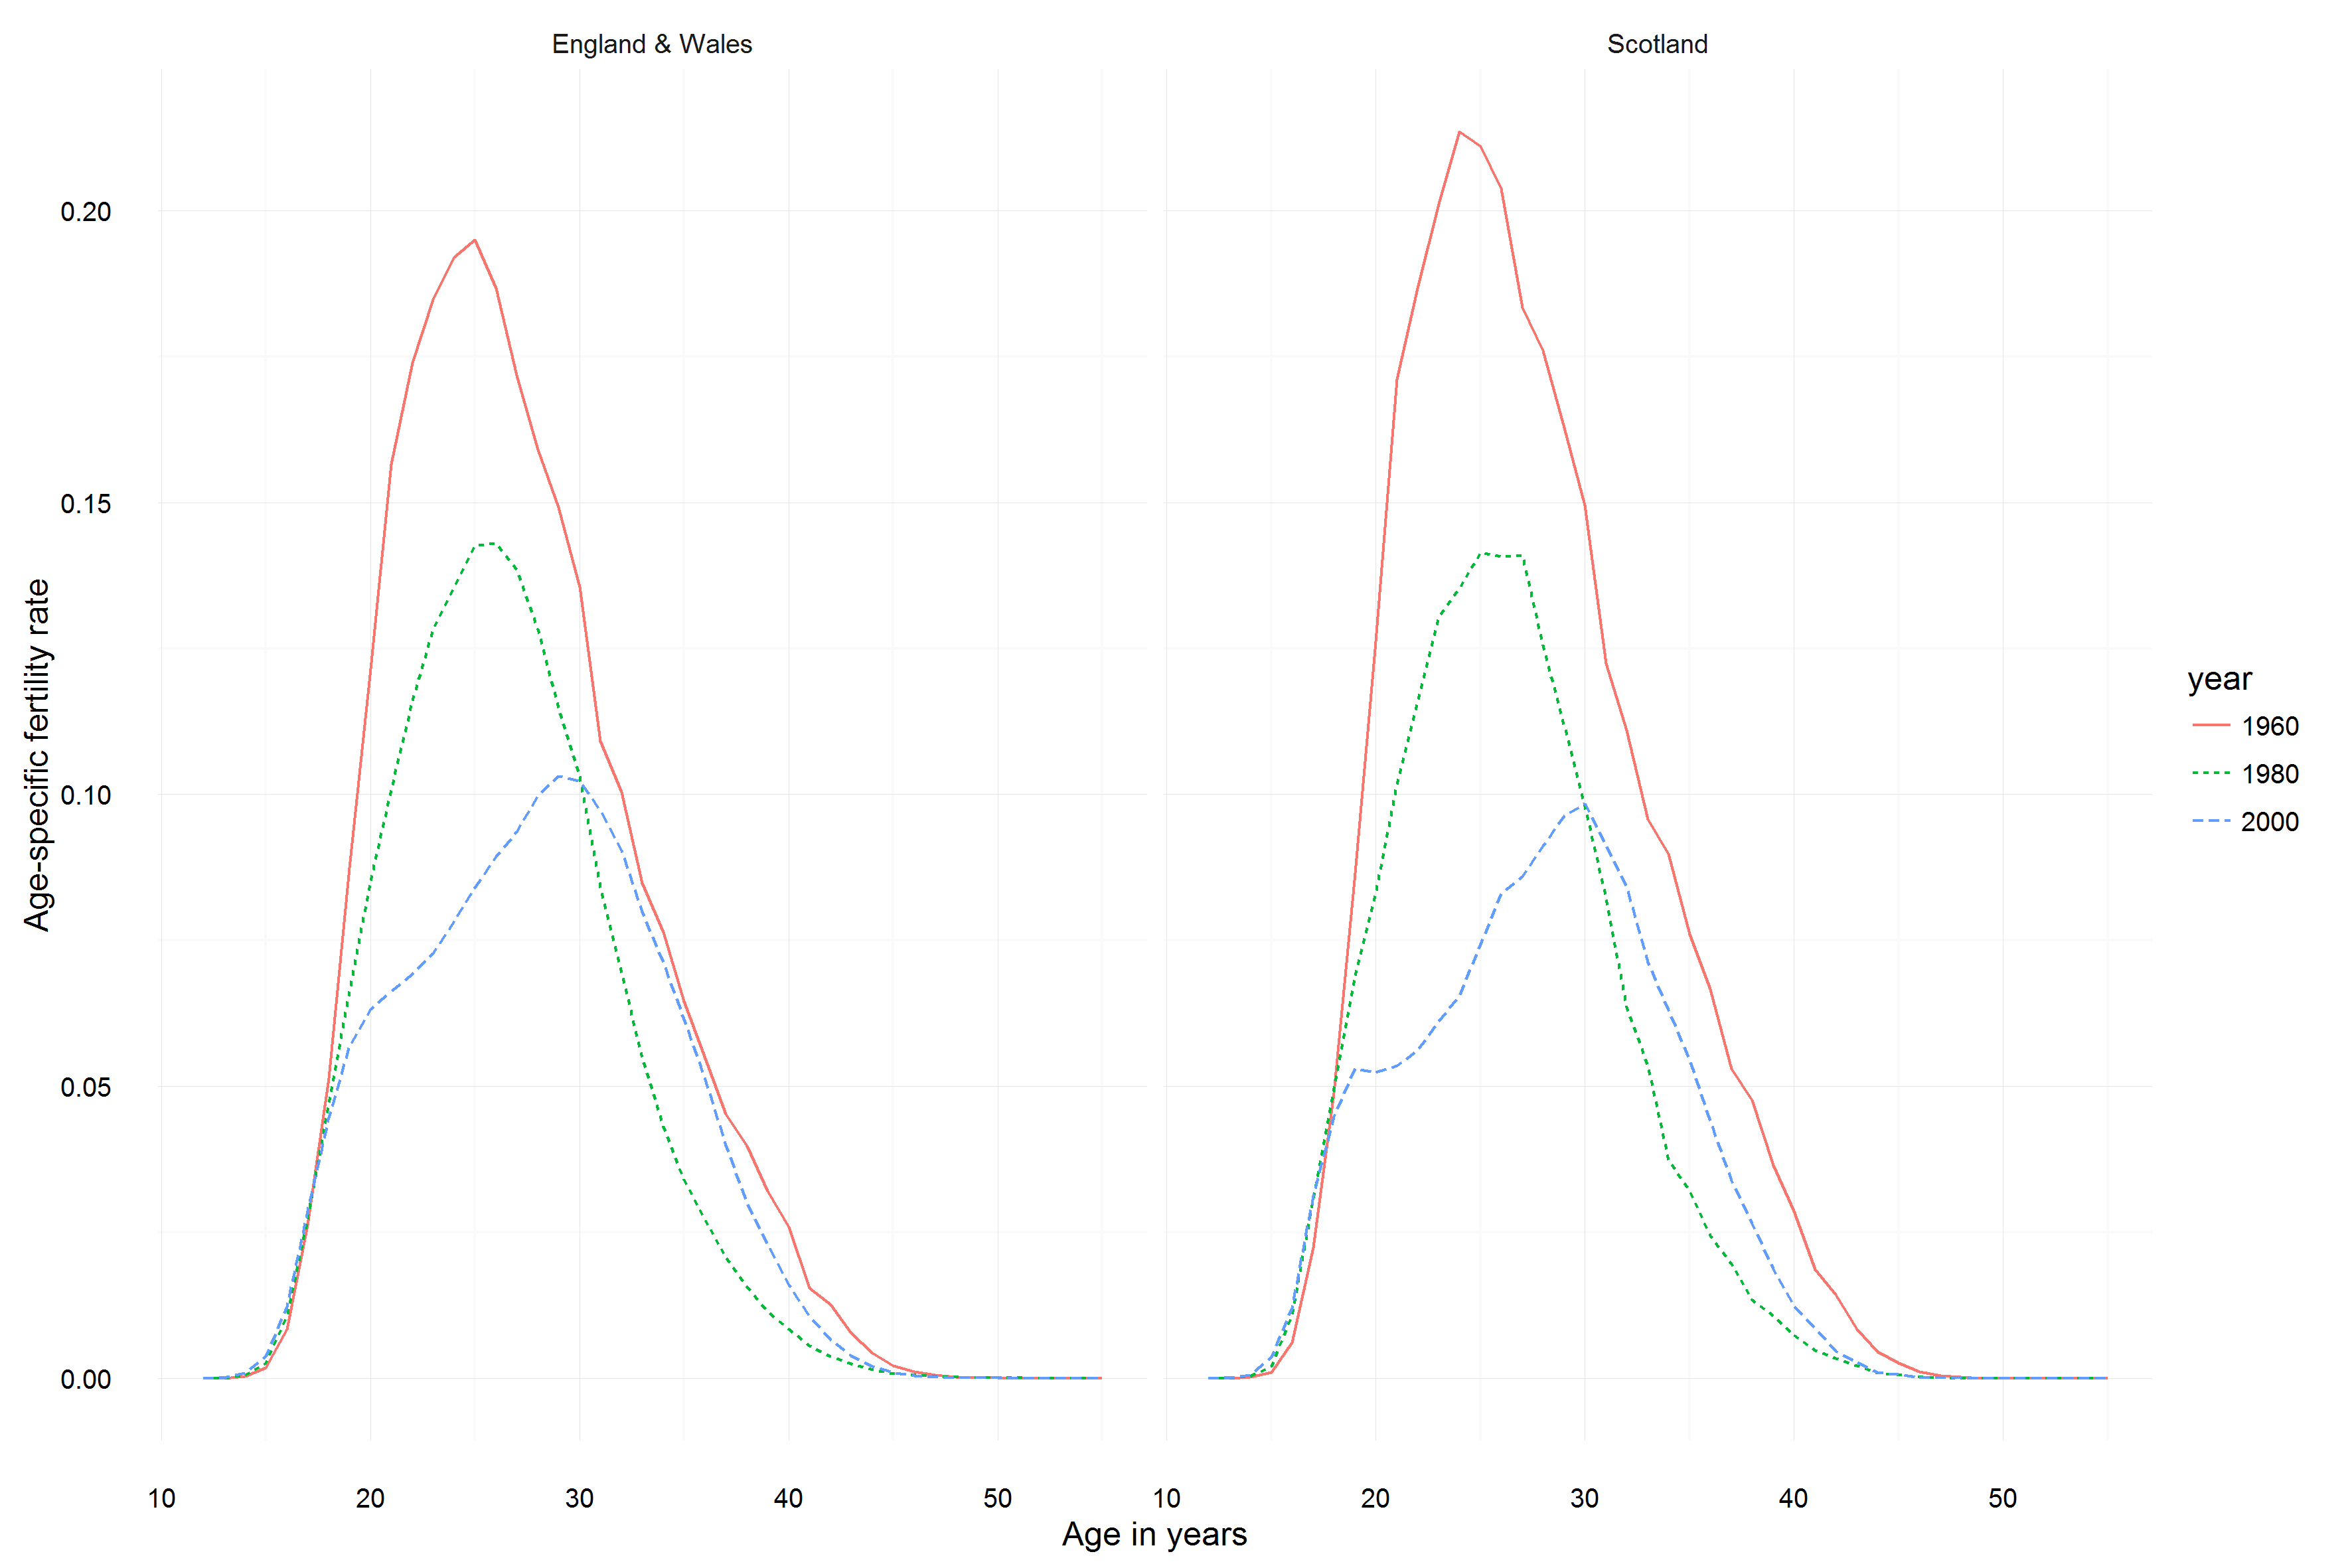 England & Wales
Scotland
Age-specific fertility rate
0.20
0.15
0.10
0.05
0.00
10 20 30 40 50
10 20 30 40 50
Age in years
year
1960
1980
2000